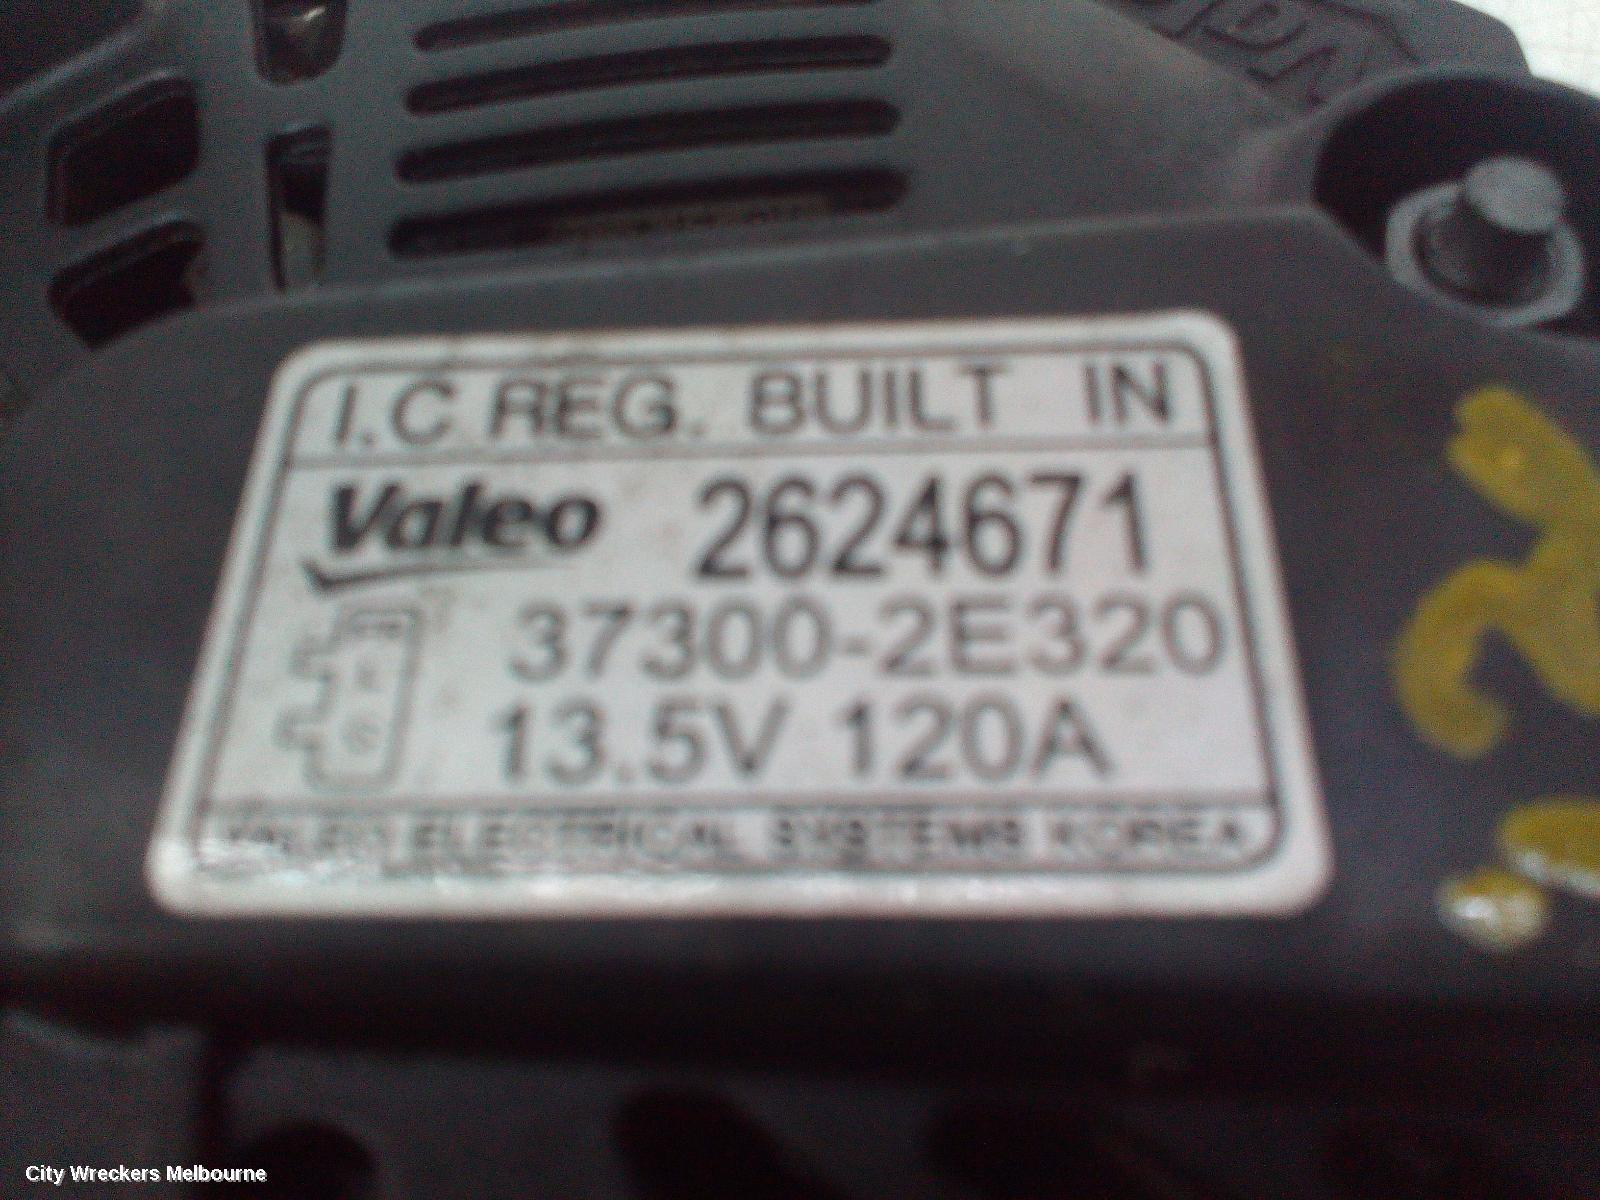 I.C REG. BUILT IN
Valeo 2624671
37300-2E320
13.5V 120A
VALEO ELECTRICAL SYSTEMS KOREA
City Wreckers Melbourne